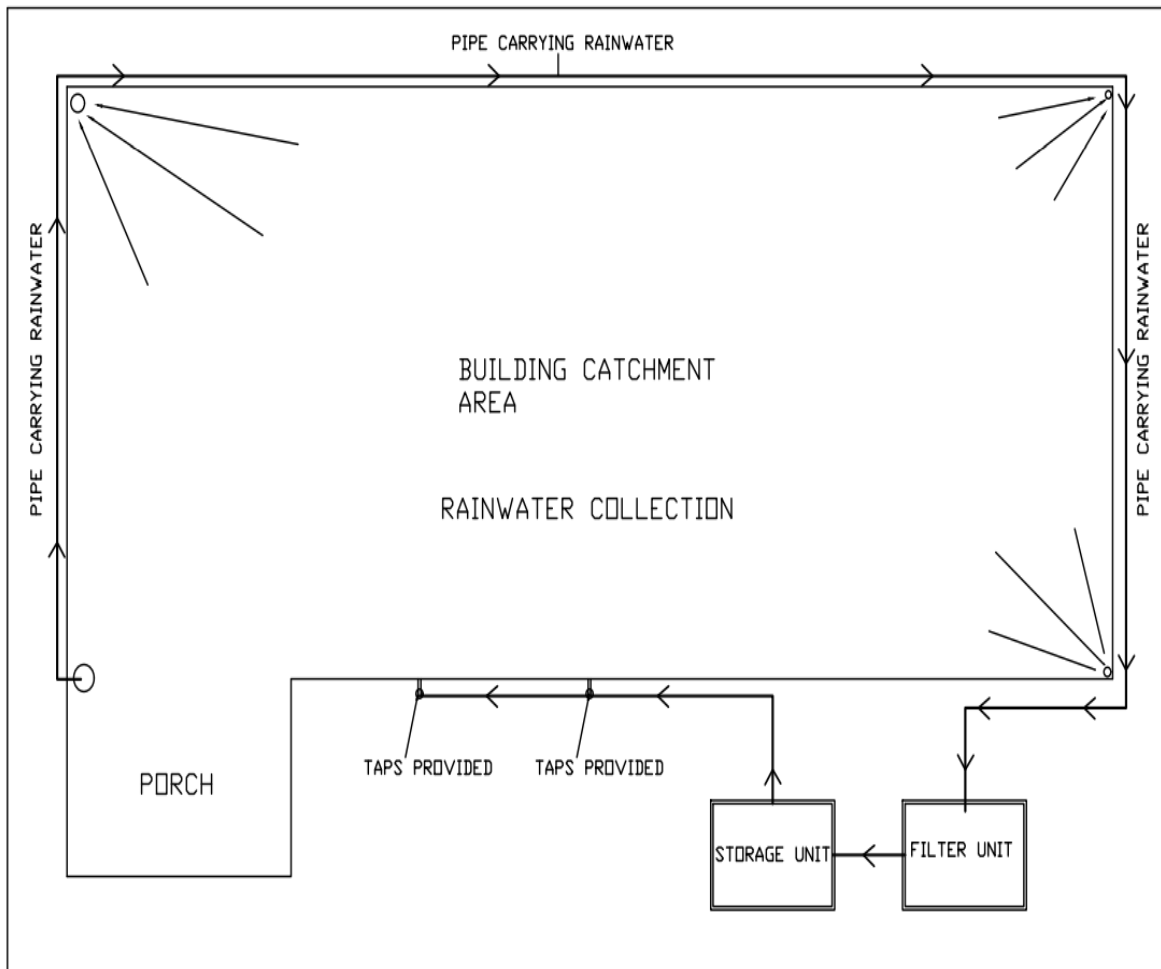 PIPE CARRYING RAINWATER
PIPE CARRYING RAINWATER
PIPE CARRYING RAINWATER
BUILDING CATCHMENT
AREA
RAINWATER COLLECTION
TAPS PROVIDED
TAPS PROVIDED
PORCH
STORAGE UNIT
FILTER UNIT